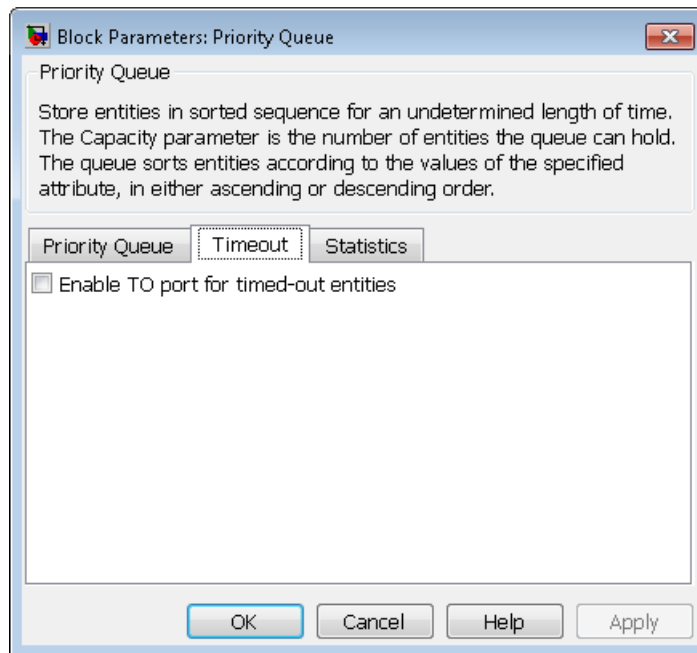 Block Parameters: Priority Queue
Priority Queue
Store entities in sorted sequence for an undetermined length of time.
The Capacity parameter is the number of entities the queue can hold.
The queue sorts entities according to the values of the specified
attribute, in either ascending or descending order.
Priority Queue Timeout Statistics
Enable TO port for timed-out entities
OK Cancel Help Apply